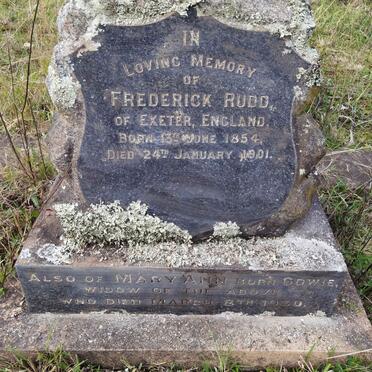 IN
LOVING MEMORY
OF
FREDERICK RUDD,
OF EXETER, ENGLAND.
BORN 13TH JUNE 1854,
DIED 24TH JANUARY 1901.
ALSO OF MARY ANN BORN COWIE,
WIDOW OF THE ABOVE
WHO DIED MARCH 8TH